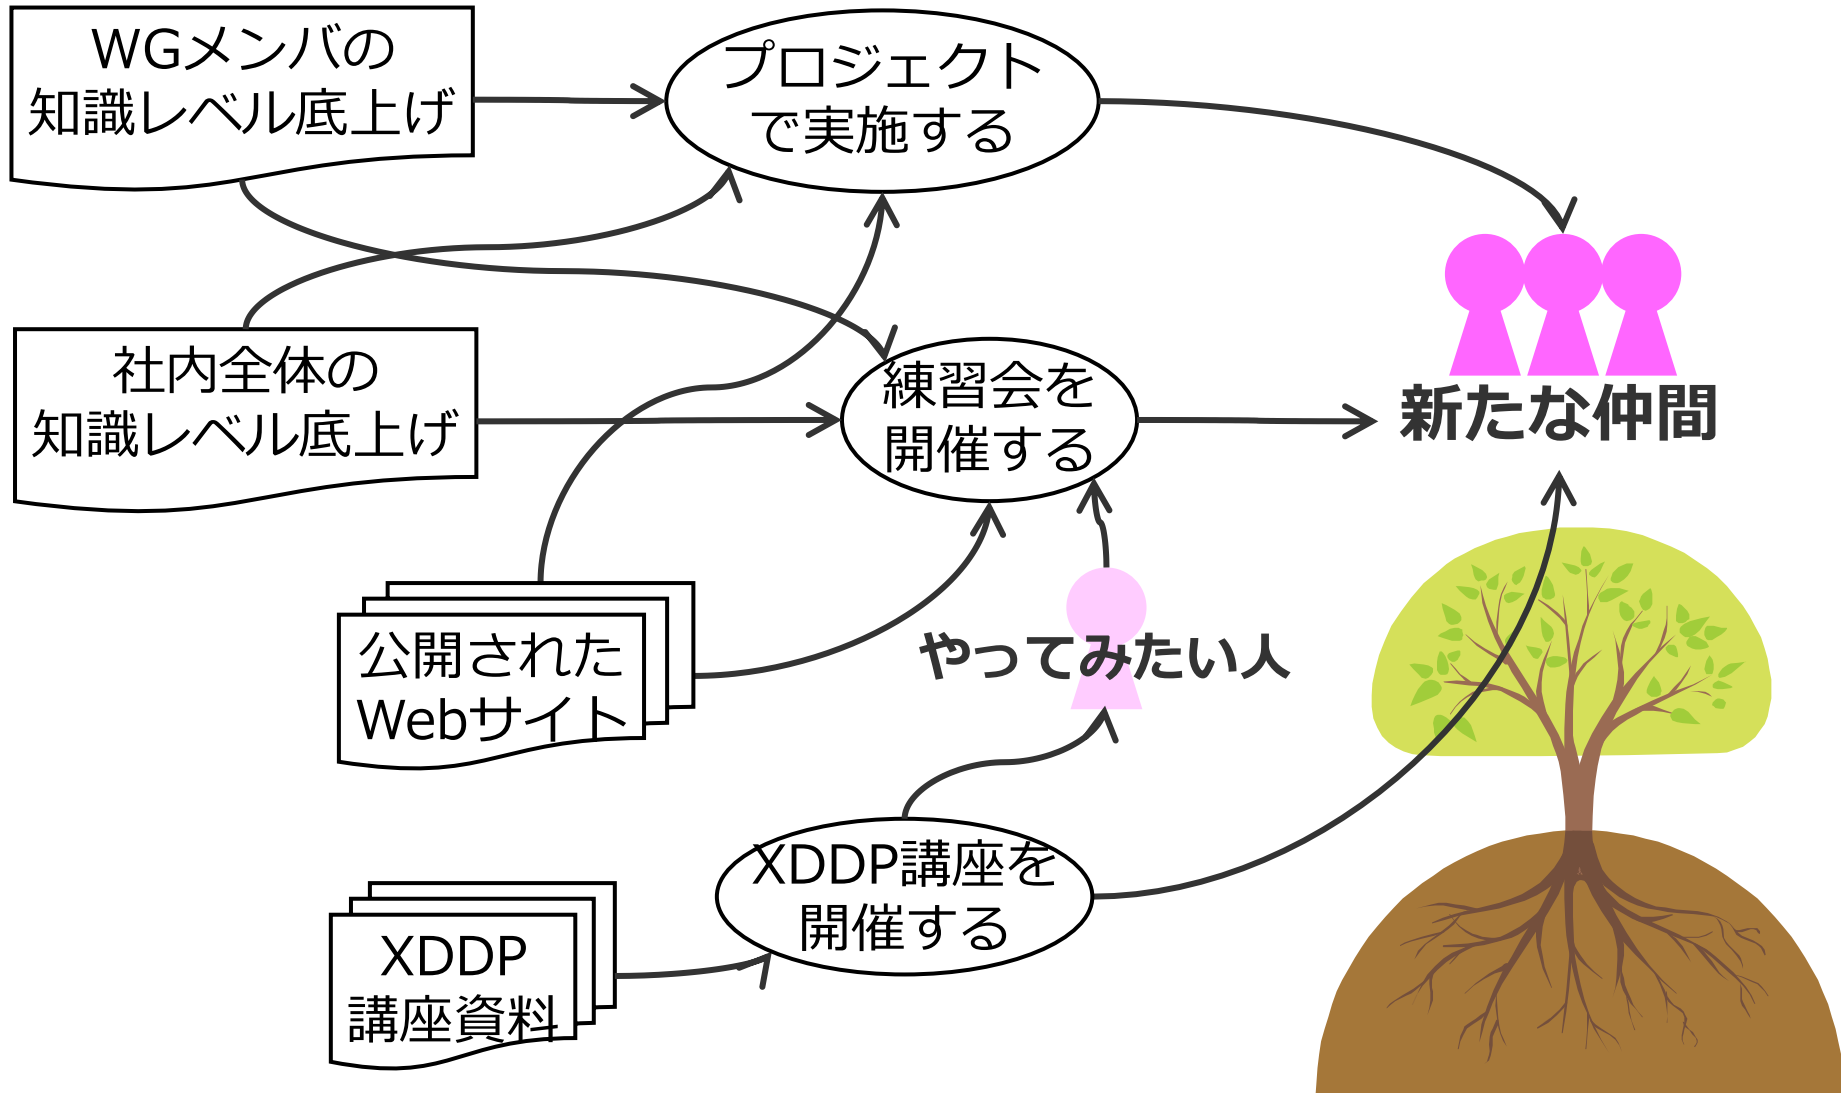 WGメンバの
知識レベル底上げ
プロジェクト
で実施する
社内全体の
知識レベル底上げ
練習会を
開催する
新たな仲間
公開された
Webサイト
やってみたい人
XDDP講座を
開催する
XDDP
講座資料